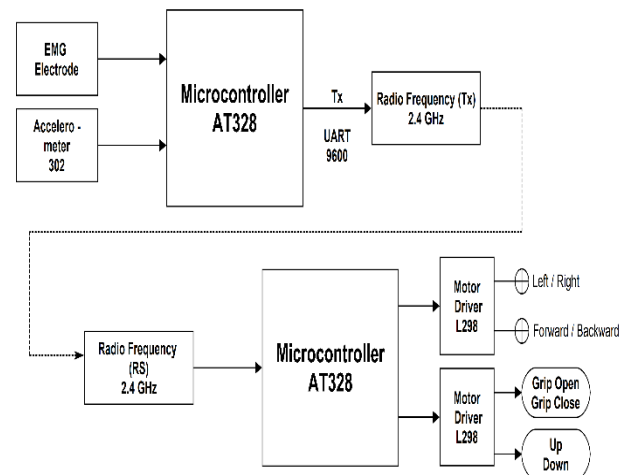 EMG
Electrode
Accelero -
meter
302
Microcontroller
AT328
Tx
UART
9600
Radio Frequency (Tx)
2.4 GHz
Radio Frequency
(RS)
2.4 GHz
Microcontroller
AT328
Motor
Driver
L298
Left / Right
Forward / Backward
Motor
Driver
L298
Grip Open
Grip Close
Up
Down